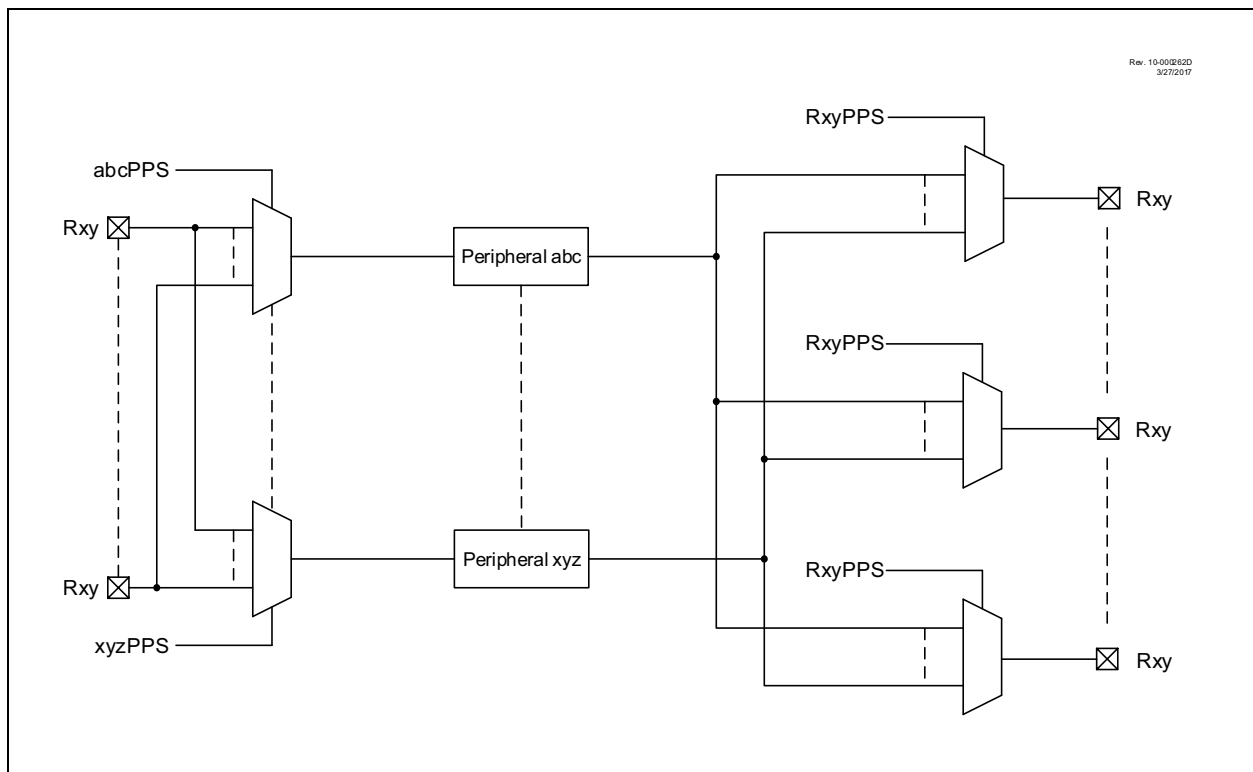 Rev. 10-000262D
3/27/2017
RxyPPS
abcPPS
Rxy
Rxy
Peripheral abc
RxyPPS
Rxy
Peripheral xyz
RxyPPS
Rxy
xyzPPS
Rxy